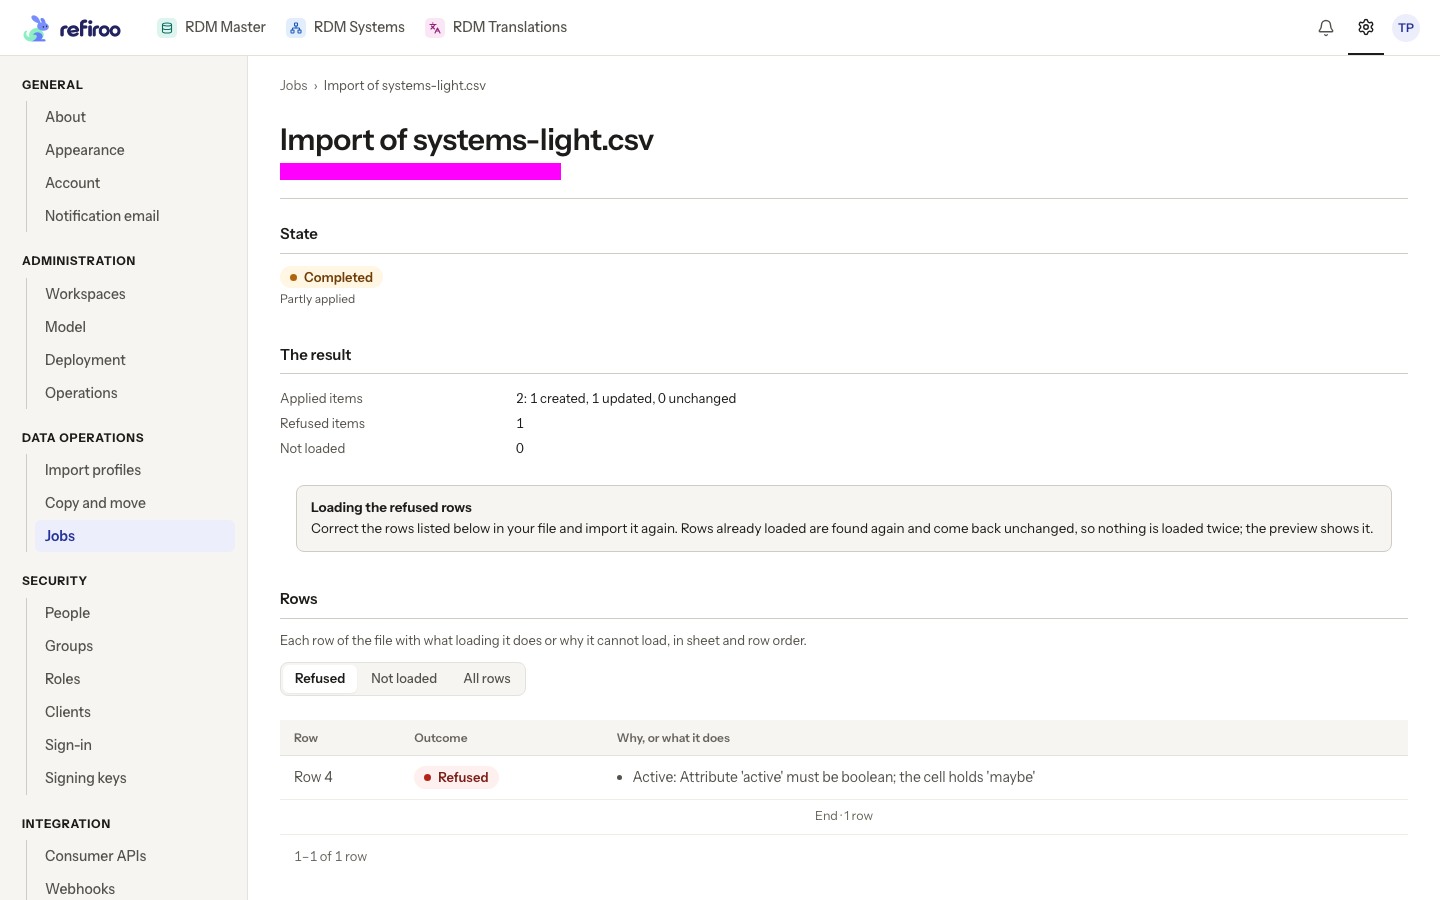 refiroo
RDM Master
RDM Systems
RDM Translations
TP
GENERAL
About
Appearance
Account
Notification email
ADMINISTRATION
Workspaces
Model
Deployment
Operations
DATA OPERATIONS
Import profiles
Copy and move
Jobs
SECURITY
People
Groups
Roles
Clients
Sign-in
Signing keys
INTEGRATION
Consumer APIs
Webhooks
Jobs › Import of systems-light.csv
Import of systems-light.csv
State
Completed
Partly applied
The result
Applied items 2: 1 created, 1 updated, 0 unchanged
Refused items 1
Not loaded 0
Loading the refused rows
Correct the rows listed below in your file and import it again. Rows already loaded are found again and come back unchanged, so nothing is loaded twice; the preview shows it.
Rows
Each row of the file with what loading it does or why it cannot load, in sheet and row order.
Refused Not loaded All rows
Row Outcome Why, or what it does
Row 4 Refused • Active: Attribute 'active' must be boolean; the cell holds 'maybe'
End · 1 row
1–1 of 1 row